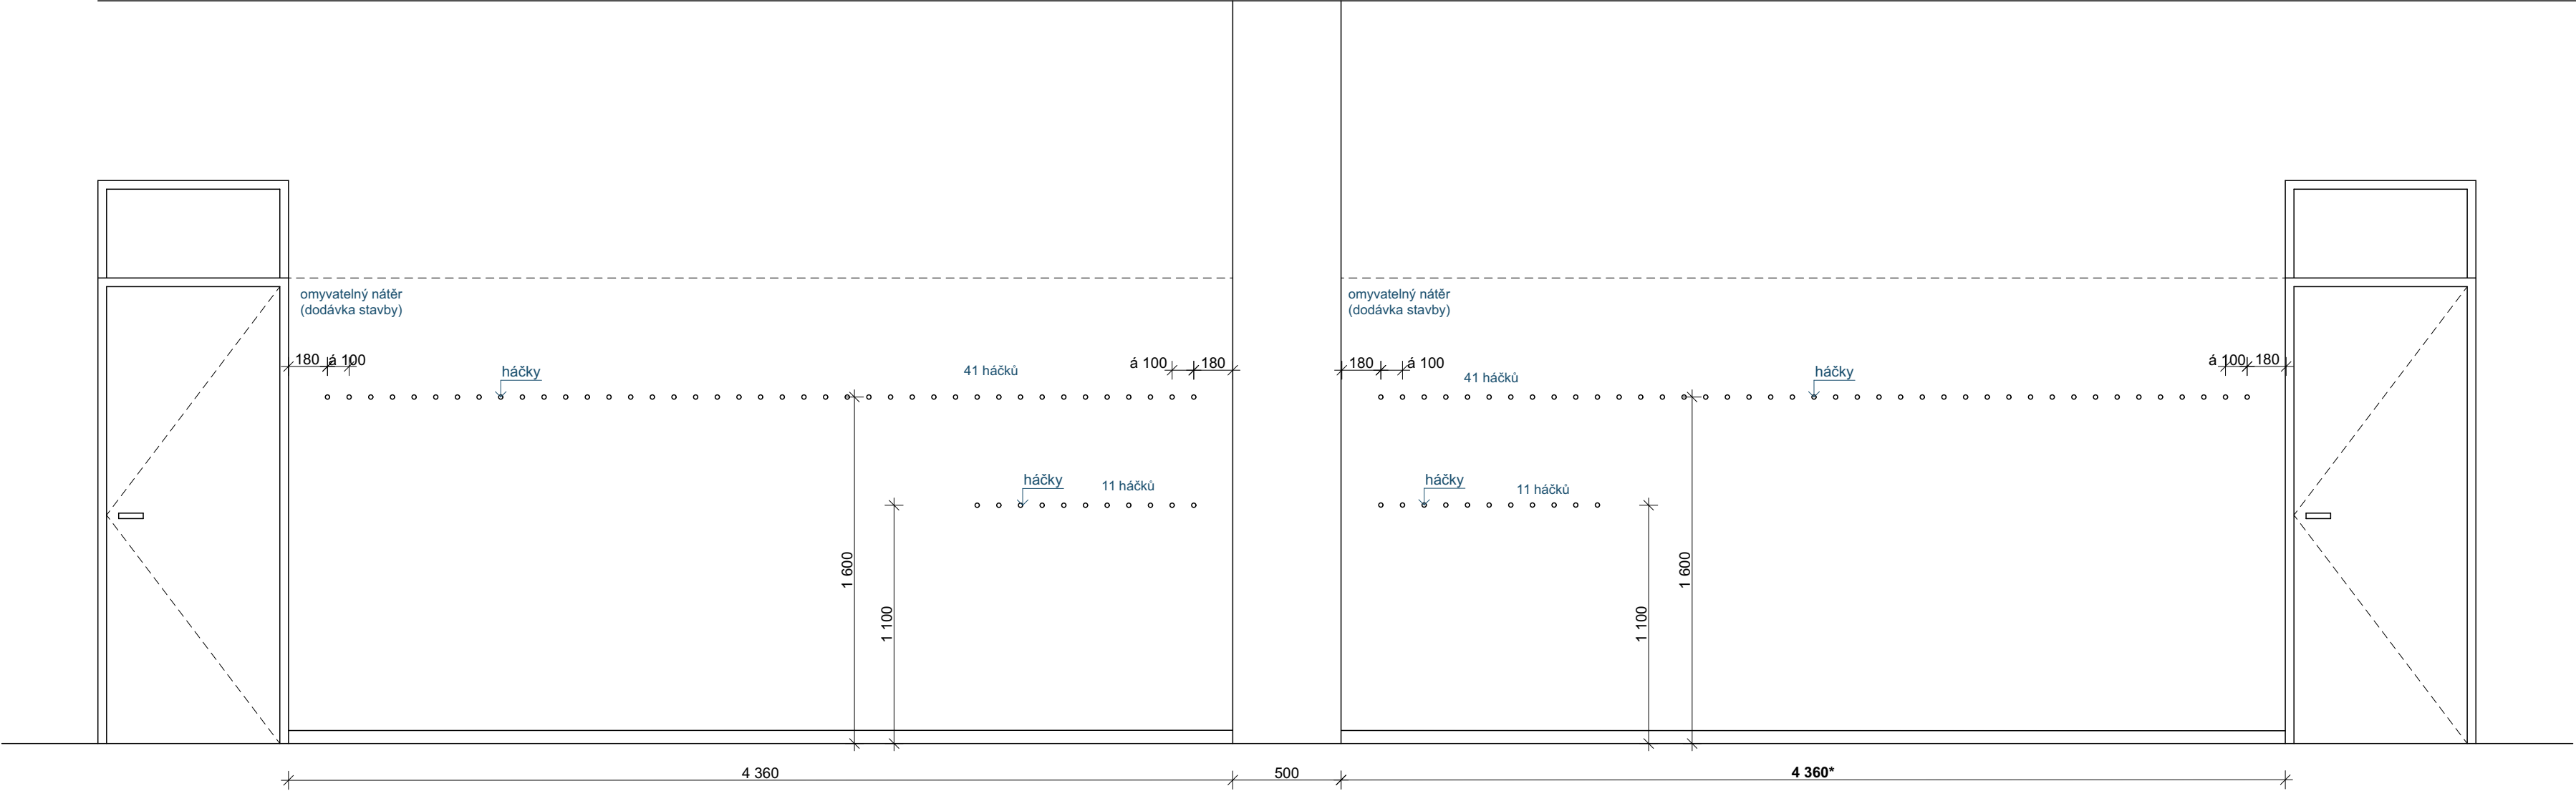 omyvatelný nátěr
(dodávka stavby)
omyvatelný nátěr
(dodávka stavby)
180
á 100
háčky
41 háčků
á 100
180
180
á 100
41 háčků
háčky
á 100
180
háčky
11 háčků
háčky
11 háčků
1 600
1 100
1 100
1 600
4 360
500
4 360*